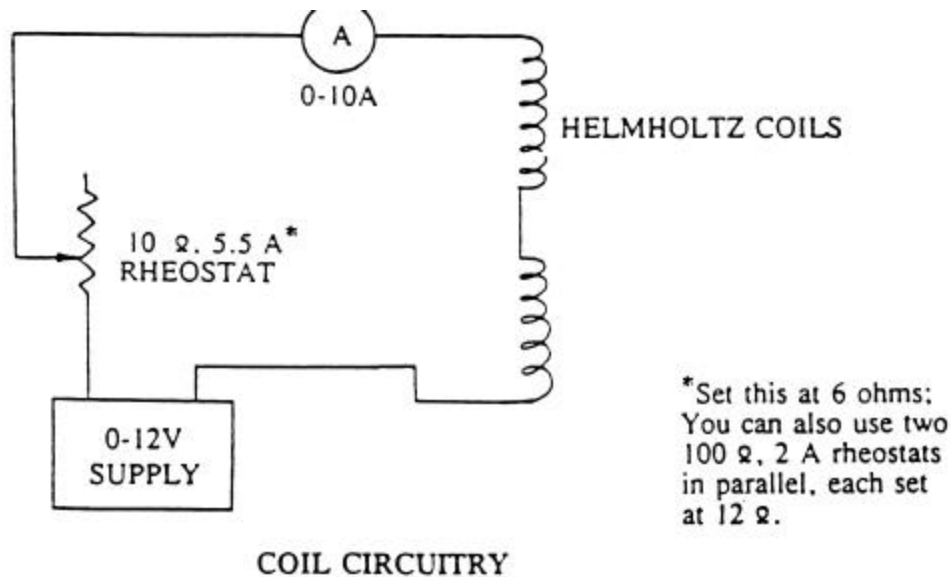 A
0-10A
HELMHOLTZ COILS
10 Ω. 5.5 A*
RHEOSTAT
0-12V
SUPPLY
*Set this at 6 ohms;
You can also use two
100 Ω, 2 A rheostats
in parallel, each set
at 12 Ω.
COIL CIRCUITRY